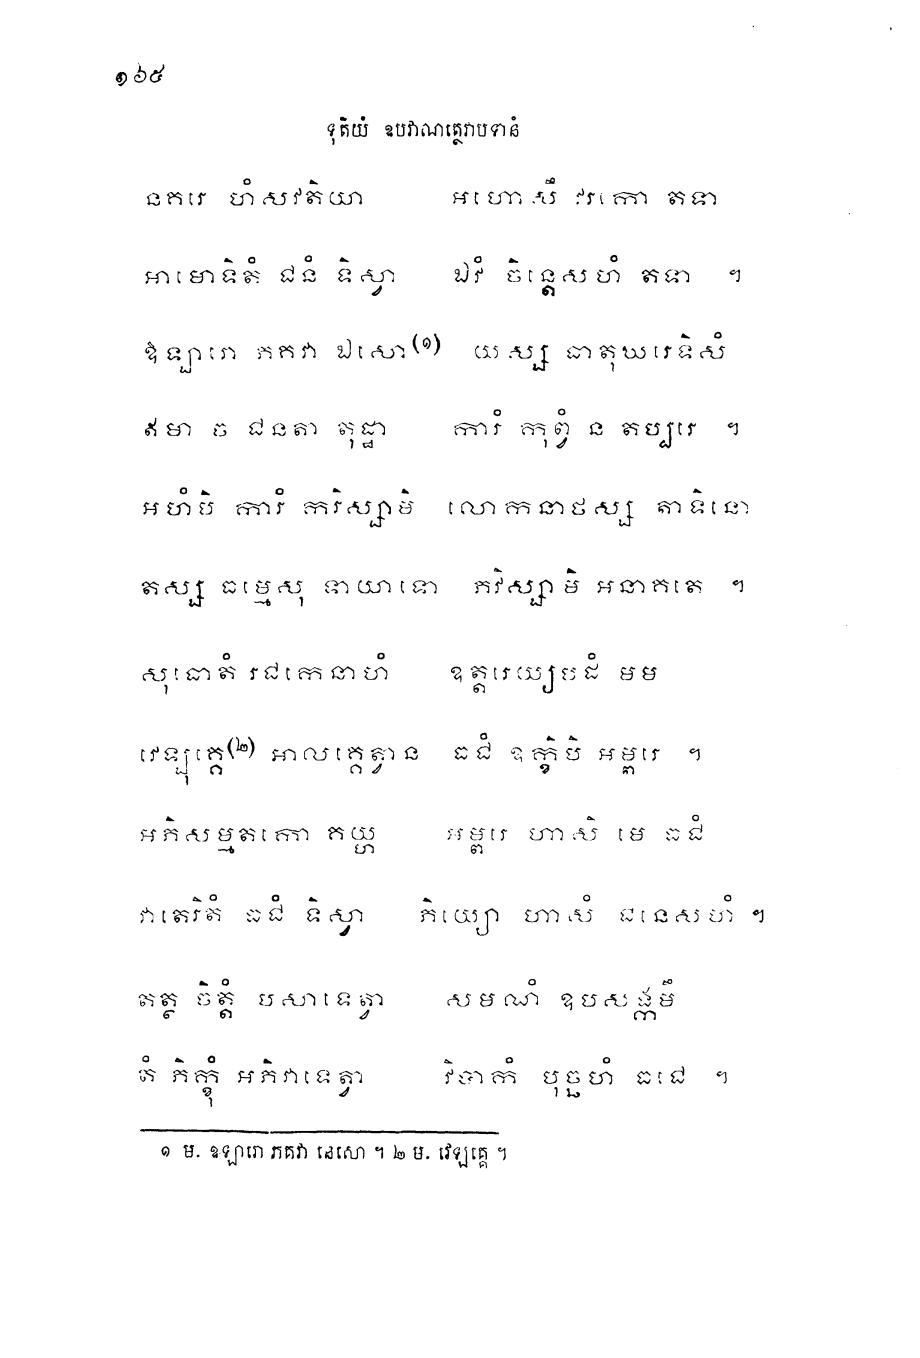 ១៦៥
ទុតិយំ ឧបវាណត្ថេរាបទានំ
នគរេ ហំសវតិយា អហោសឹ វរកោ តទា
អាមោទិតំ ជនំ ទិស្វា ឯវំ ចិន្តេសហំ តទា ។
ឱឡារោ ភគវា ឯសោ(១) យស្ស ធាតុឃរេទិសំ
ឥមា ច ជនតា តុដ្ឋា ការំ កុព្វំ ន តប្បរេ ។
អហំបិ ការំ ករិស្សាមិ លោកនាថស្ស តាទិនោ
តស្ស ធម្មេសុ ទាយាទោ ភវិស្សាមិ អនាគតេ ។
សុធោតំ រជកេនាហំ ឧត្តរេយ្យបដំ មម
វេឡុគ្គេ(២) អាលគ្គេត្វាន ធជំ ឧក្ខិបិ អម្ពរេ ។
អភិសម្មតកោ គយ្ហ អម្ពរេ ហាសិ មេ ធជំ
វាតេរិតំ ធជំ ទិស្វា ភិយ្យោ ហាសំ ជនេសហំ ។
តត្ថ ចិត្តំ បសាទេត្វា សមណំ ឧបសង្កមឹ
តំ ភិក្ខុំ អភិវាទេត្វា វិបាកំ បុច្ឆហំ ធជេ ។
១ ម. ឧឡារោ ភគវា នេសោ ។ ២ ម. វេឡគ្គេ ។